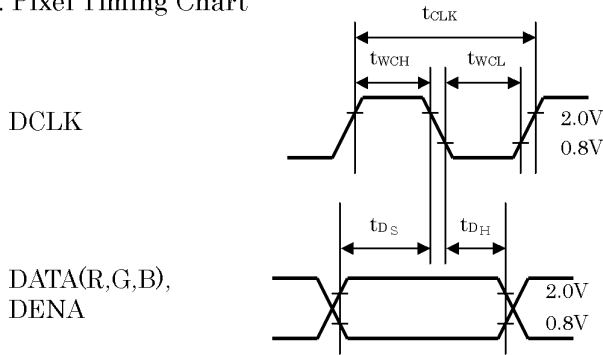 . Pixel Timing Chart
tCLK
tWCH
tWCL
DCLK
2.0V
0.8V
tDS
tDH
DATA(R,G,B),
DENA
2.0V
0.8V